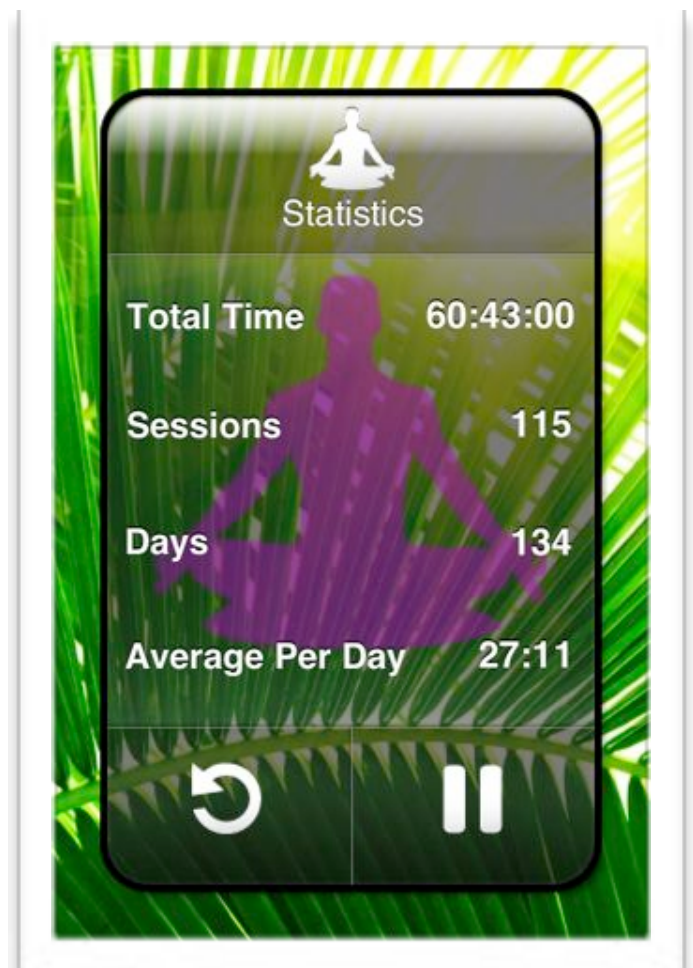 Statistics
Total Time 60:43:00
Sessions 115
Days 134
Average Per Day 27:11